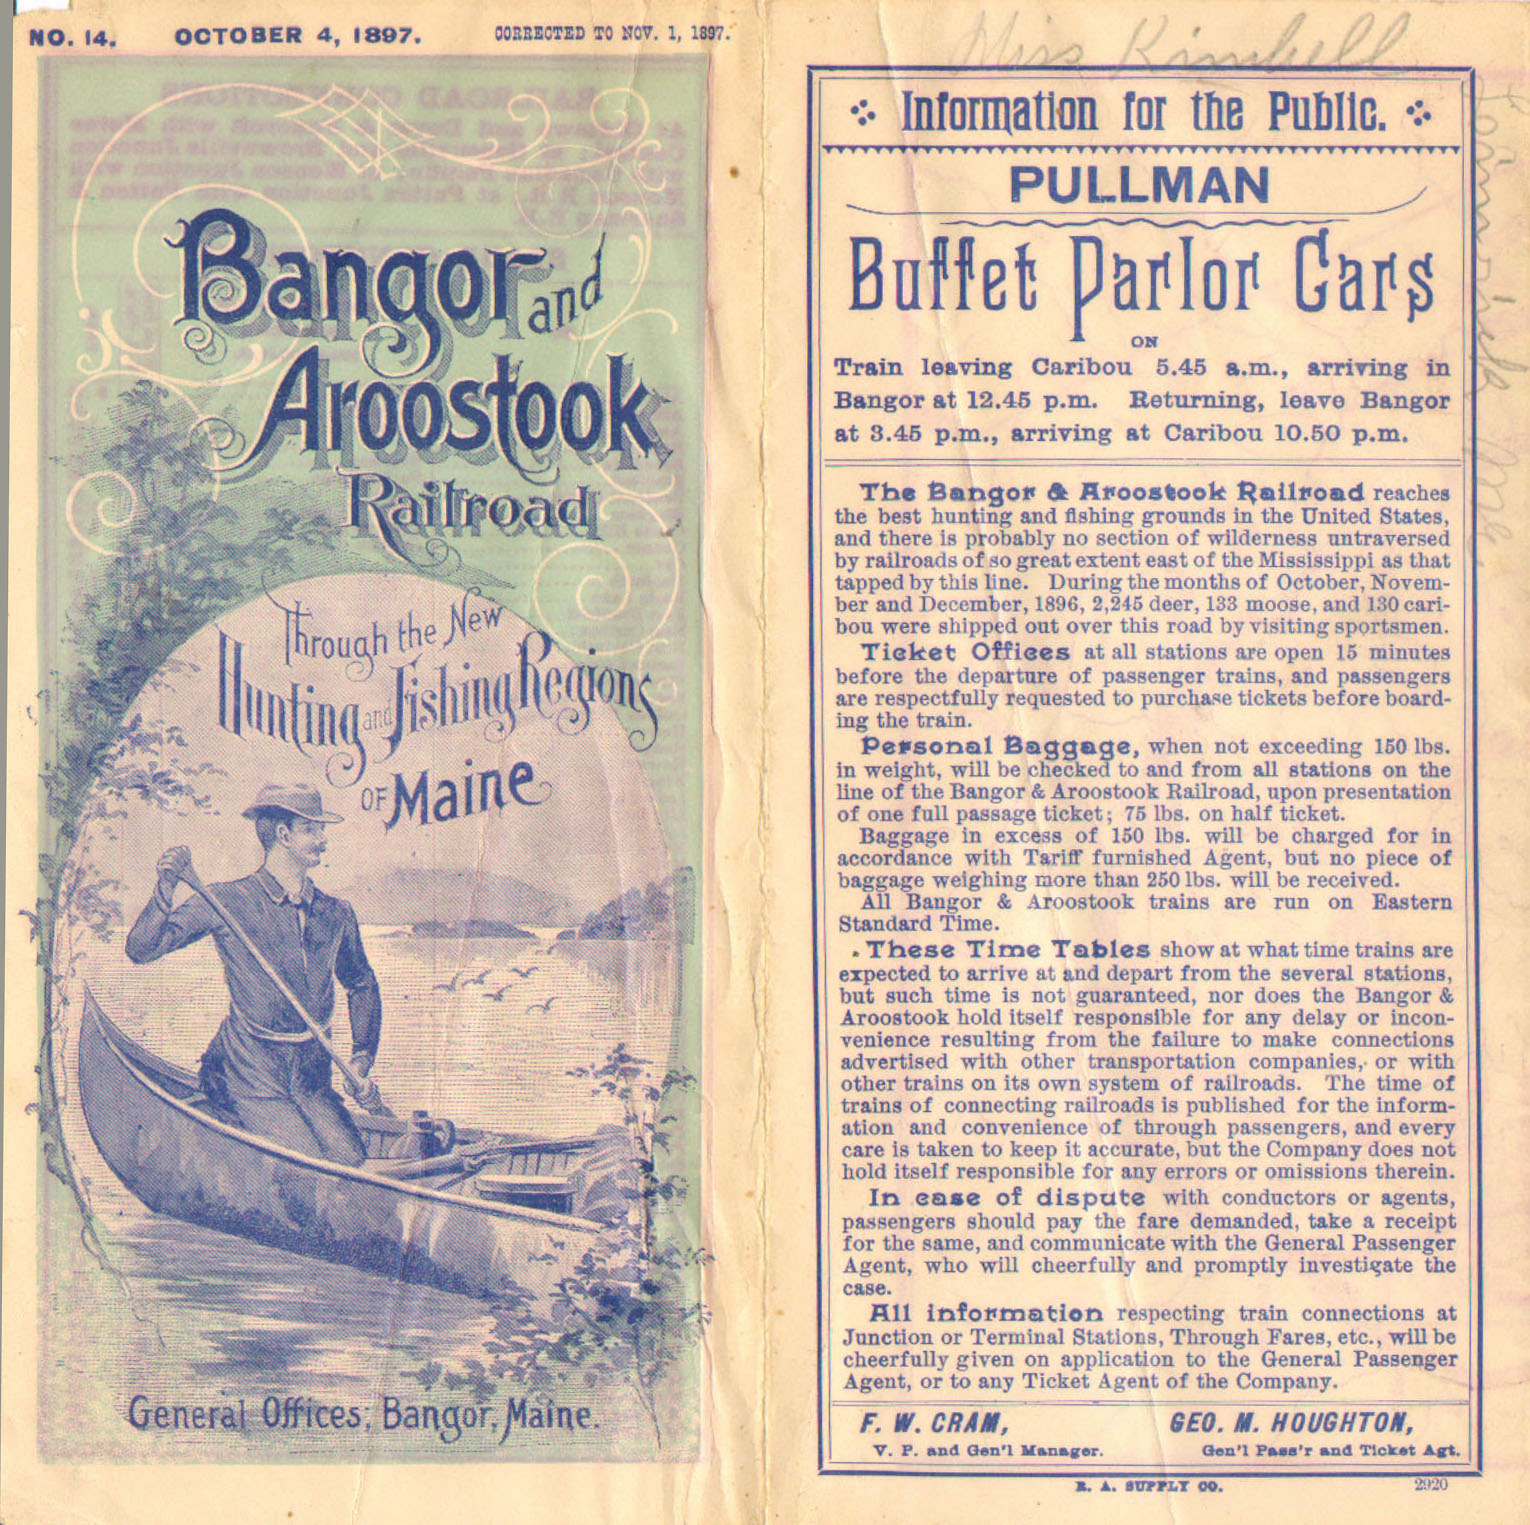 NO. 14. OCTOBER 4, 1897. CORRECTED TO NOV. 1, 1897.
Bangor and
Aroostook
Railroad
Through the New
Hunting and Fishing Regions
OF Maine
General Offices, Bangor, Maine.
Miss Kimball
Information for the Public.
PULLMAN
Buffet Parlor Cars
ON
Train leaving Caribou 5.45 a.m., arriving in
Bangor at 12.45 p.m. Returning, leave Bangor
at 3.45 p.m., arriving at Caribou 10.50 p.m.
The Bangor & Aroostook Railroad reaches
the best hunting and fishing grounds in the United States,
and there is probably no section of wilderness untraversed
by railroads of so great extent east of the Mississippi as that
tapped by this line. During the months of October, Novem-
ber and December, 1896, 2,245 deer, 133 moose, and 130 cari-
bou were shipped out over this road by visiting sportsmen.
Ticket Offices at all stations are open 15 minutes
before the departure of passenger trains, and passengers
are respectfully requested to purchase tickets before board-
ing the train.
Personal Baggage, when not exceeding 150 lbs.
in weight, will be checked to and from all stations on the
line of the Bangor & Aroostook Railroad, upon presentation
of one full passage ticket; 75 lbs. on half ticket.
Baggage in excess of 150 lbs. will be charged for in
accordance with Tariff furnished Agent, but no piece of
baggage weighing more than 250 lbs. will be received.
All Bangor & Aroostook trains are run on Eastern
Standard Time.
These Time Tables show at what time trains are
expected to arrive at and depart from the several stations,
but such time is not guaranteed, nor does the Bangor &
Aroostook hold itself responsible for any delay or incon-
venience resulting from the failure to make connections
advertised with other transportation companies, or with
other trains on its own system of railroads. The time of
trains of connecting railroads is published for the inform-
ation and convenience of through passengers, and every
care is taken to keep it accurate, but the Company does not
hold itself responsible for any errors or omissions therein.
In case of dispute with conductors or agents,
passengers should pay the fare demanded, take a receipt
for the same, and communicate with the General Passenger
Agent, who will cheerfully and promptly investigate the
case.
All information respecting train connections at
Junction or Terminal Stations, Through Fares, etc., will be
cheerfully given on application to the General Passenger
Agent, or to any Ticket Agent of the Company.
F. W. CRAM, GEO. M. HOUGHTON,
V. P. and Gen'l Manager. Gen'l Pass'r and Ticket Agt.
R. A. SUPPLY CO. 2920